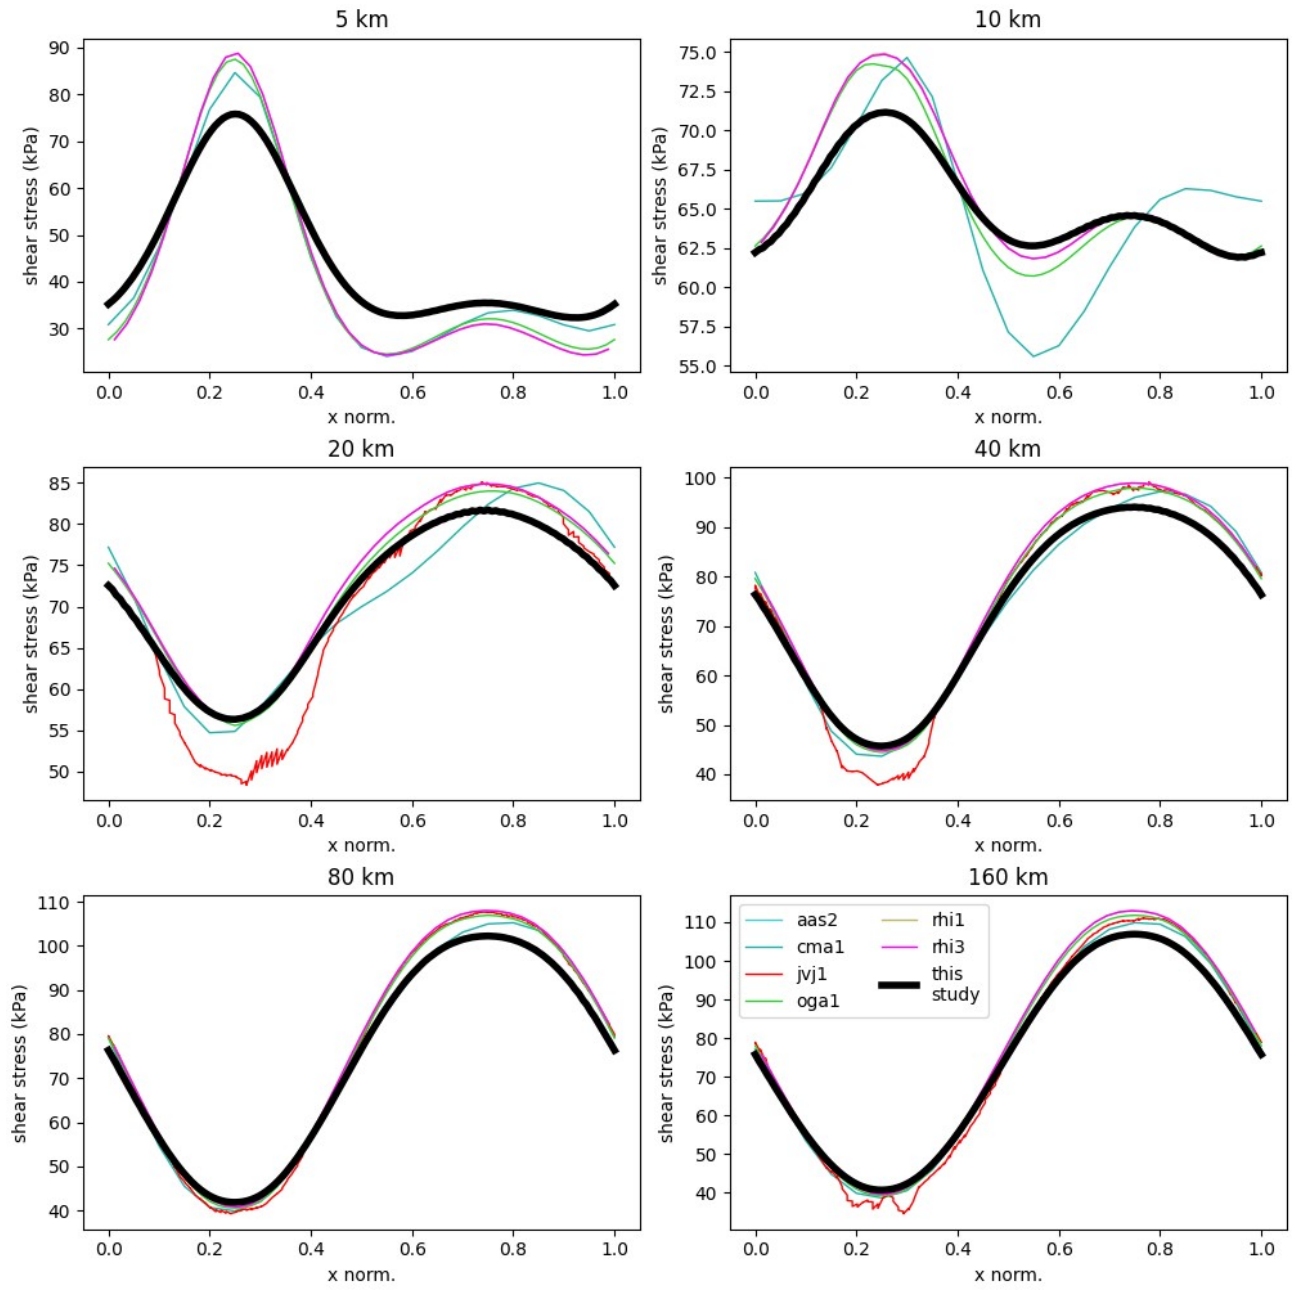 5 km
90
80
70
60
50
40
30
shear stress (kPa)
0.0 0.2 0.4 0.6 0.8 1.0
x norm.
10 km
75.0
72.5
70.0
67.5
65.0
62.5
60.0
57.5
55.0
shear stress (kPa)
0.0 0.2 0.4 0.6 0.8 1.0
x norm.
20 km
85
80
75
70
65
60
55
50
shear stress (kPa)
0.0 0.2 0.4 0.6 0.8 1.0
x norm.
40 km
100
90
80
70
60
50
40
shear stress (kPa)
0.0 0.2 0.4 0.6 0.8 1.0
x norm.
80 km
110
100
90
80
70
60
50
40
shear stress (kPa)
0.0 0.2 0.4 0.6 0.8 1.0
x norm.
160 km
110
100
90
80
70
60
50
40
shear stress (kPa)
aas2
cma1
jvj1
oga1
rhi1
rhi3
this
study
0.0 0.2 0.4 0.6 0.8 1.0
x norm.